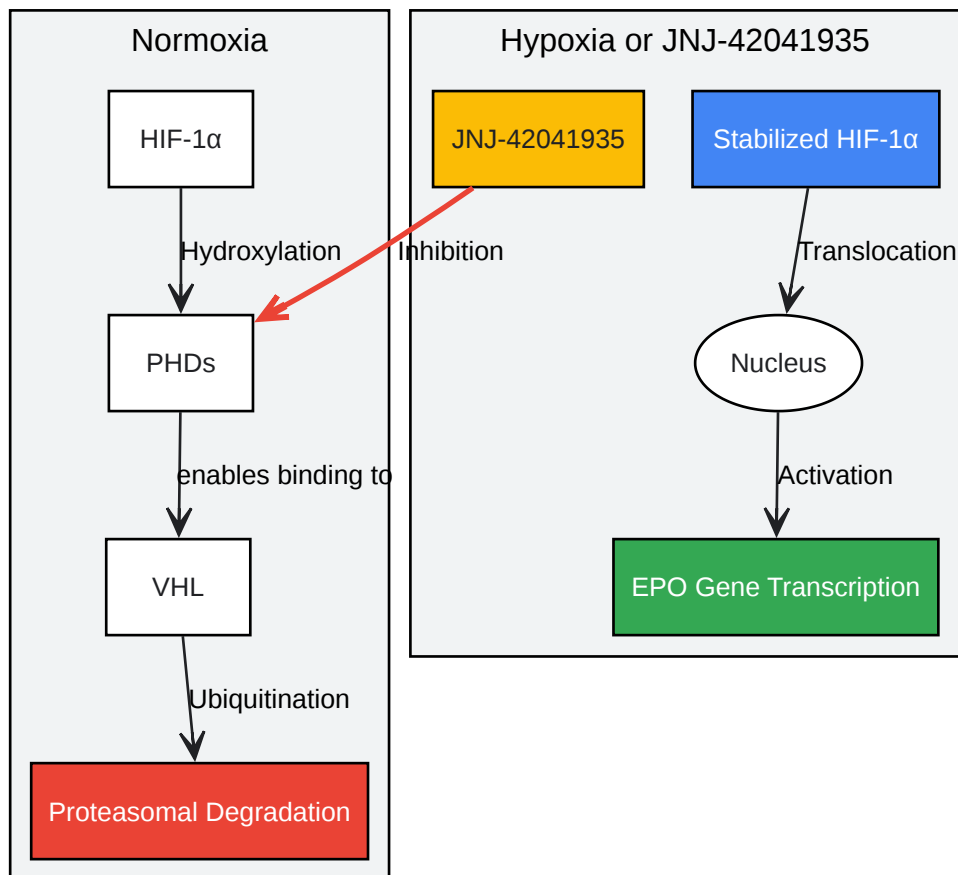 Normoxia
HIF-1α
Hydroxylation
PHDs
enables binding to
VHL
Ubiquitination
Proteasomal Degradation
Hypoxia or JNJ-42041935
JNJ-42041935
Inhibition
Stabilized HIF-1α
Translocation
Nucleus
Activation
EPO Gene Transcription